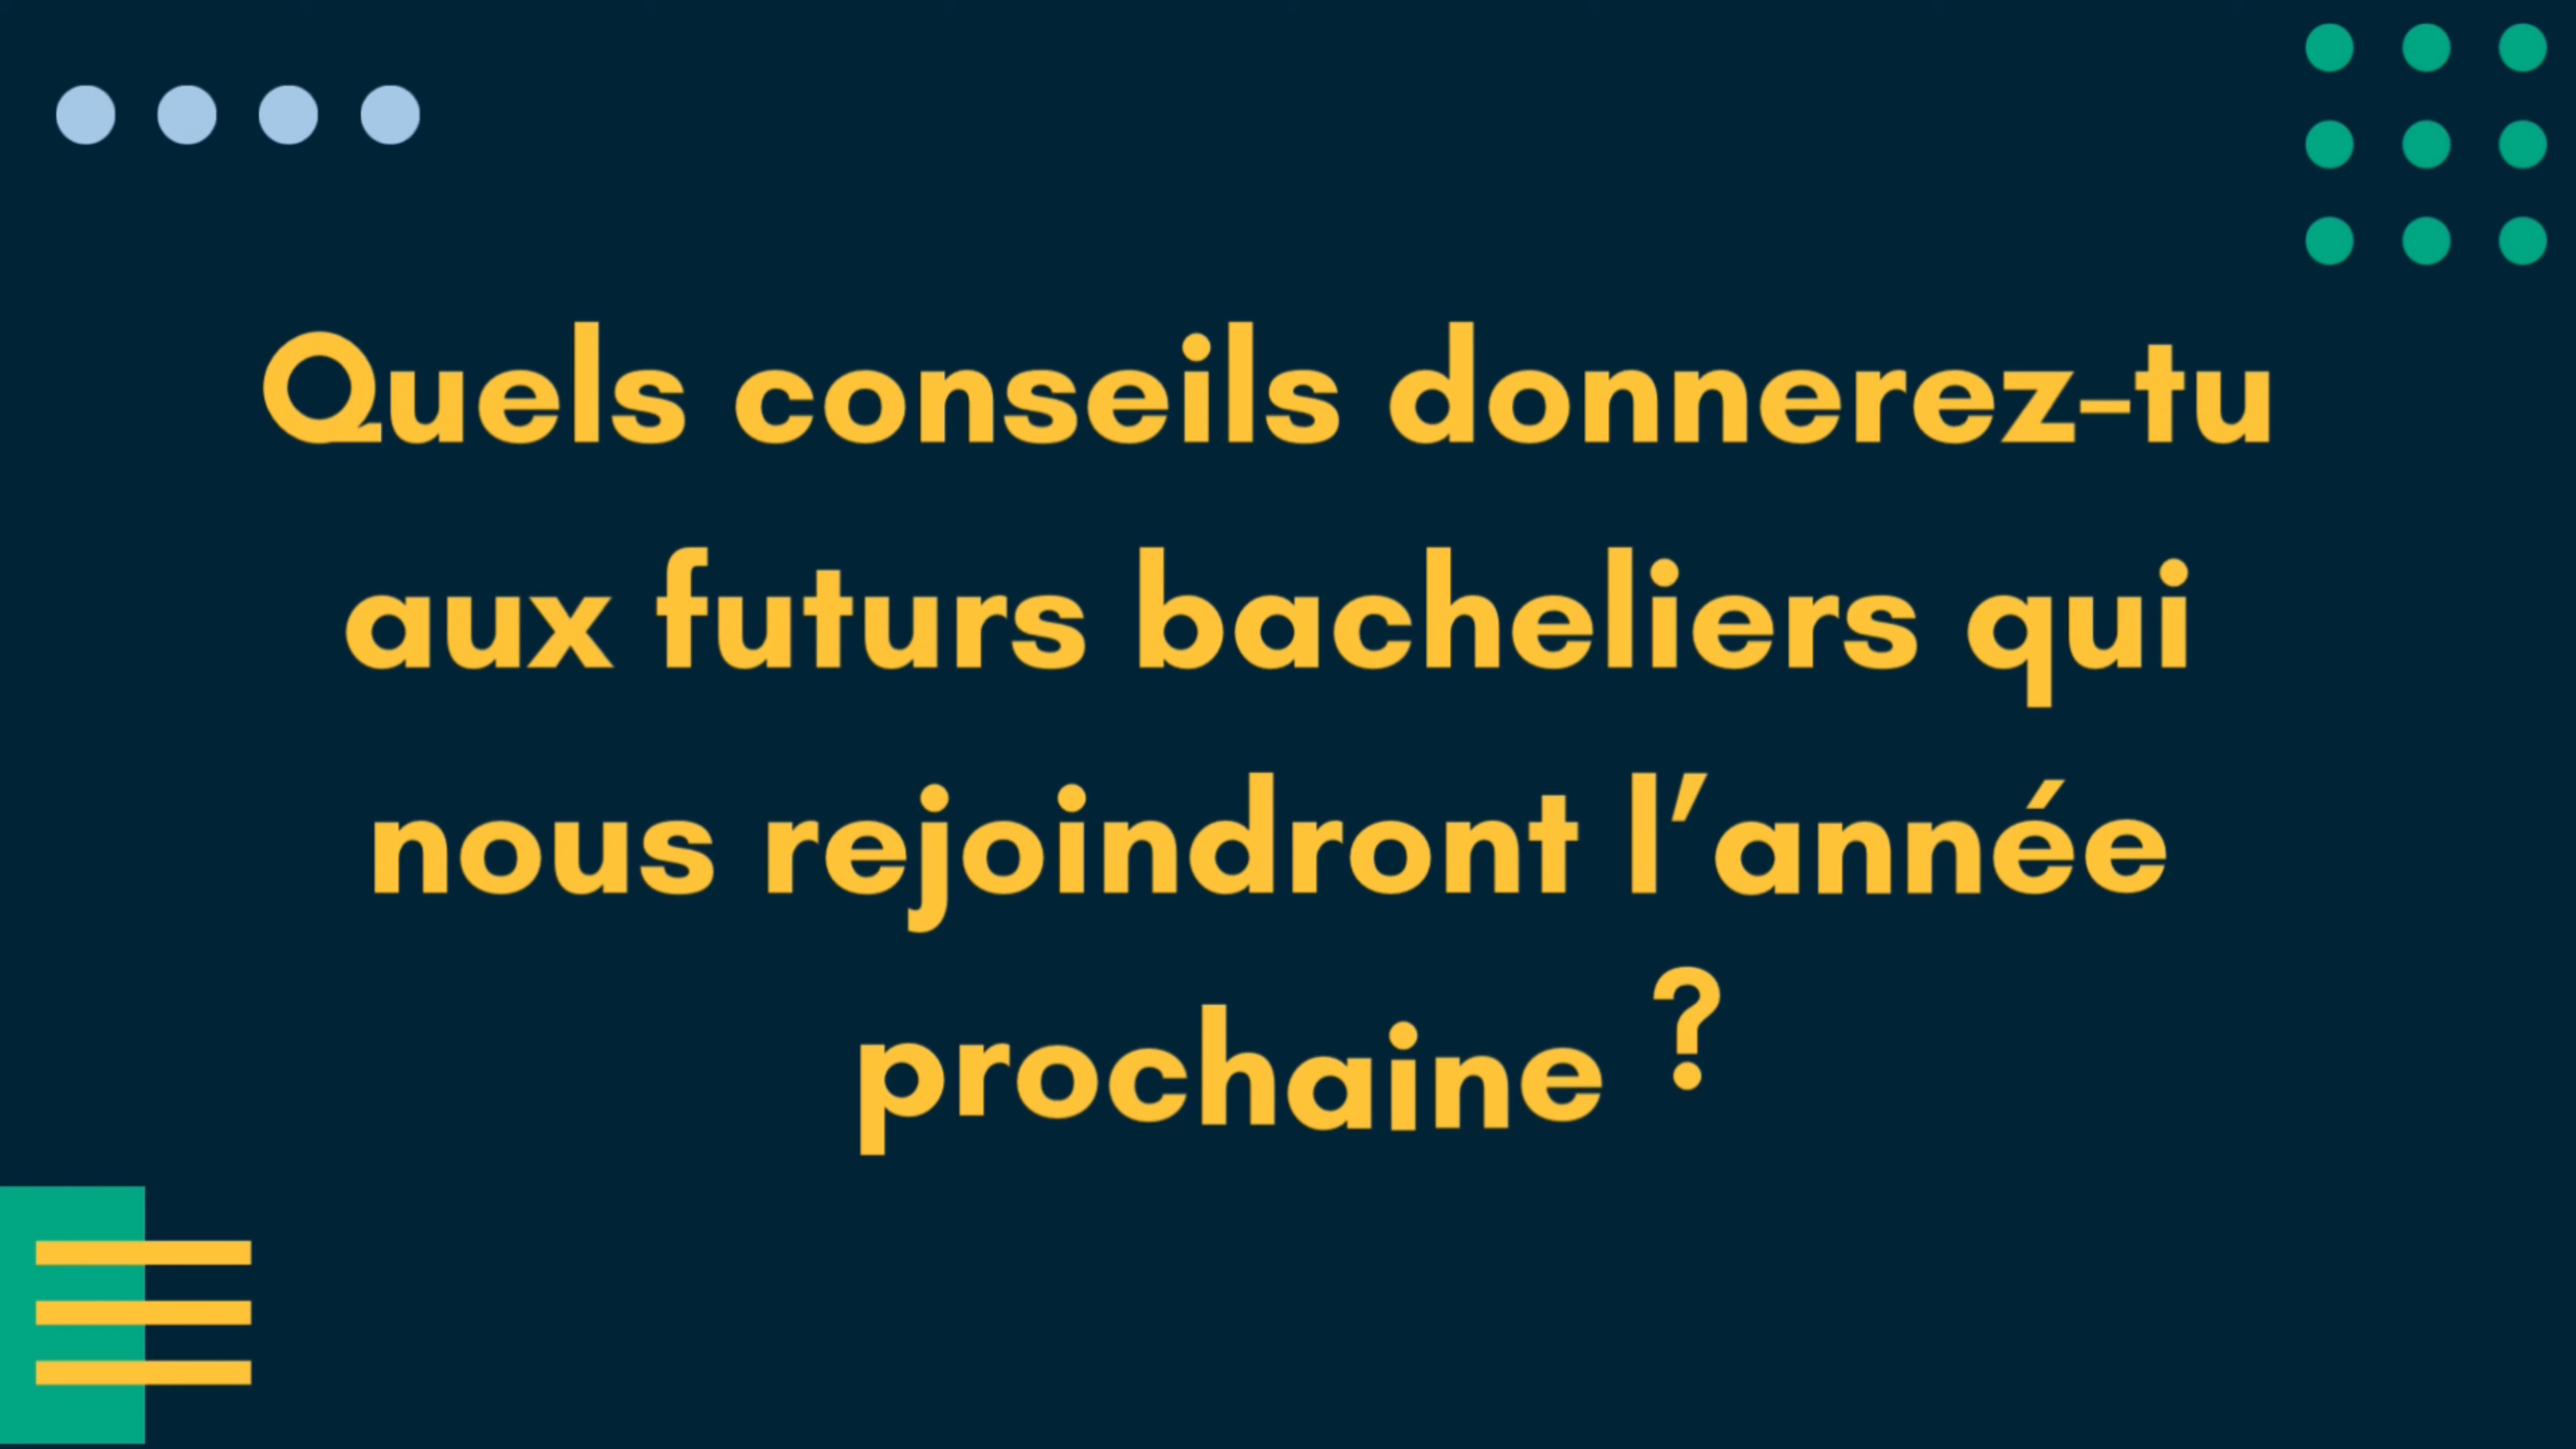 Quels conseils donnerez-tu
aux futurs bacheliers qui
nous rejoindront l’année
prochaine ?